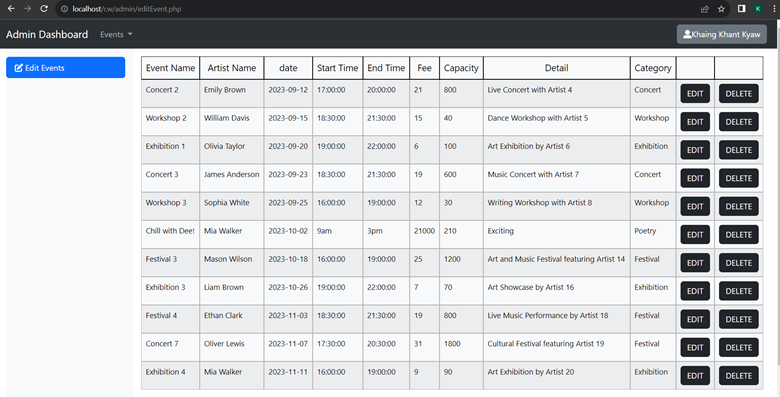 localhost/cw/admin/editEvent.php
K
Admin Dashboard Events Khaing Khant Kyaw
Edit Events
Event Name Artist Name date Start Time End Time Fee Capacity Detail Category
Concert 2 Emily Brown 2023-09-12 17:00:00 20:00:00 21 800 Live Concert with Artist 4 Concert EDIT DELETE
Workshop 2 William Davis 2023-09-15 18:30:00 21:30:00 15 40 Dance Workshop with Artist 5 Workshop EDIT DELETE
Exhibition 1 Olivia Taylor 2023-09-20 19:00:00 22:00:00 6 100 Art Exhibition by Artist 6 Exhibition EDIT DELETE
Concert 3 James Anderson 2023-09-23 18:30:00 21:30:00 19 600 Music Concert with Artist 7 Concert EDIT DELETE
Workshop 3 Sophia White 2023-09-25 16:00:00 19:00:00 12 30 Writing Workshop with Artist 8 Workshop EDIT DELETE
Chill with Dee! Mia Walker 2023-10-02 9am 3pm 21000 210 Exciting Poetry EDIT DELETE
Festival 3 Mason Wilson 2023-10-18 16:00:00 19:00:00 25 1200 Art and Music Festival featuring Artist 14 Festival EDIT DELETE
Exhibition 3 Liam Brown 2023-10-26 19:00:00 22:00:00 7 70 Art Showcase by Artist 16 Exhibition EDIT DELETE
Festival 4 Ethan Clark 2023-11-03 18:30:00 21:30:00 19 800 Live Music Performance by Artist 18 Festival EDIT DELETE
Concert 7 Oliver Lewis 2023-11-07 17:30:00 20:30:00 31 1800 Cultural Festival featuring Artist 19 Festival EDIT DELETE
Exhibition 4 Mia Walker 2023-11-11 16:00:00 19:00:00 9 90 Art Exhibition by Artist 20 Exhibition EDIT DELETE